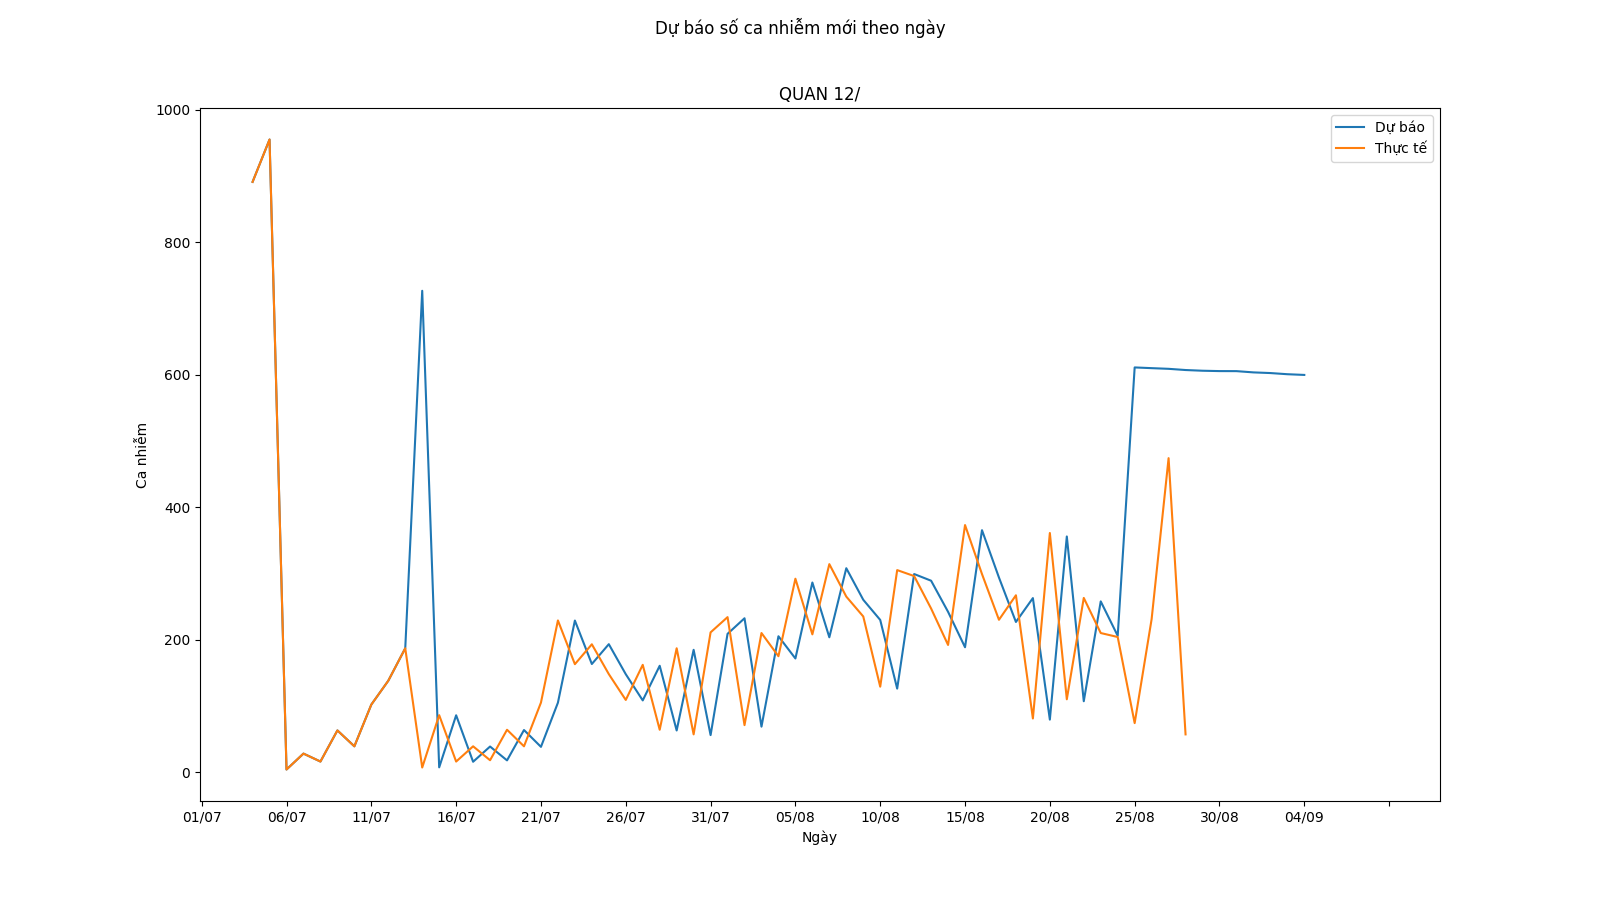 Dự báo số ca nhiễm mới theo ngày
QUAN 12/
1000
800
600
400
200
0
Ca nhiễm
Dự báo
Thực tế
01/07 06/07 11/07 16/07 21/07 26/07 31/07 05/08 10/08 15/08 20/08 25/08 30/08 04/09
Ngày